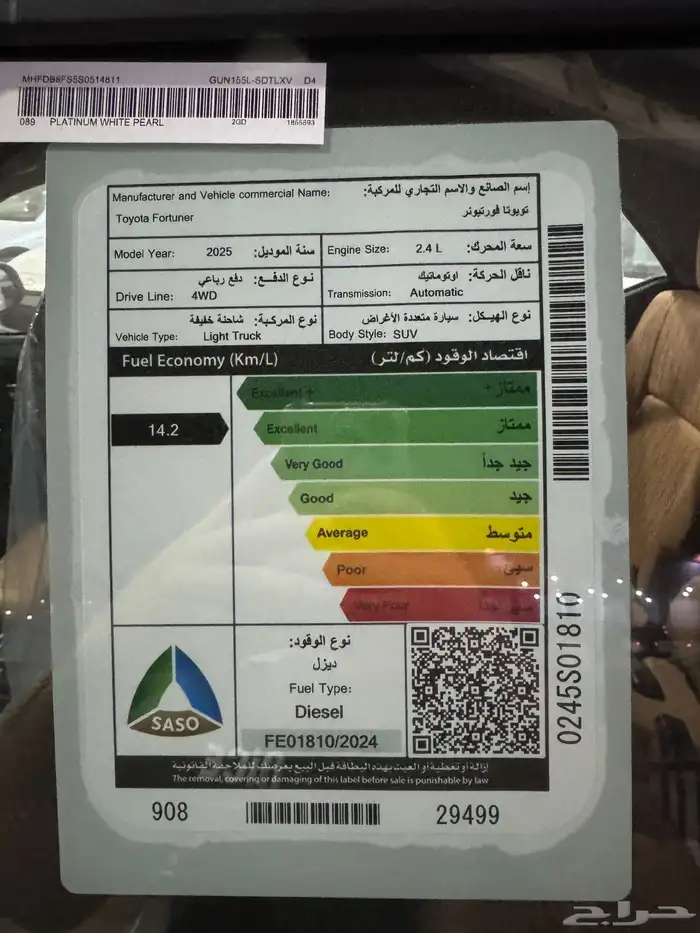 MHFDB8FS5S0514611 GUN155L-SDTLXV D4
089 PLATINUM WHITE PEARL 2GD 1855593
إسم الصانع والاسم التجاري للمركبة:
Manufacturer and Vehicle commercial Name:
تويوتا فورتيونر
Toyota Fortuner
Model Year: 2025 سنة الموديل:
Engine Size: 2.4 L سعة المحرك:
نوع الدفع: دفع رباعي
Drive Line: 4WD
ناقل الحركة: اوتوماتيك
Transmission: Automatic
نوع المركبة: شاحنة خفيفة
Vehicle Type: Light Truck
نوع الهيكل: سيارة متعددة الأغراض
Body Style: SUV
Fuel Economy (Km/L) اقتصاد الوقود (كم/لتر)
Excellent + ممتاز +
14.2
Excellent ممتاز
Very Good جيد جداً
Good جيد
Average متوسط
Poor سيئ
Very Poor سيئ جداً
نوع الوقود:
ديزل
Fuel Type:
Diesel
FE01810/2024
SASO
إزالة أو تغطية أو العبث بهذه البطاقة قبل البيع يعرضك للملاحقة القانونية
The removal, covering or damaging of this label before sale is punishable by law
908 29499
0245S01810
حراج